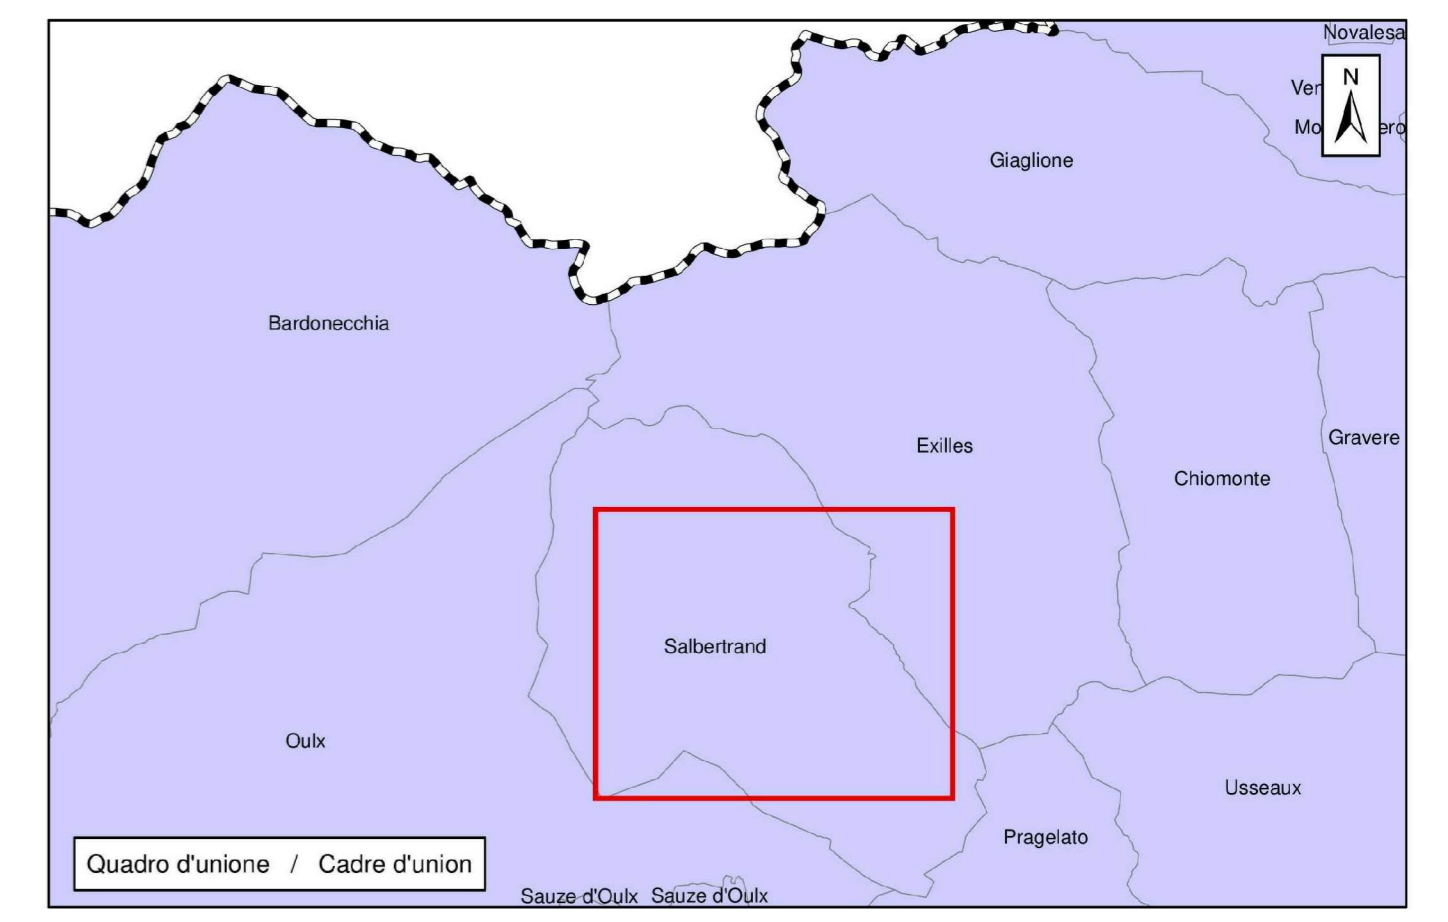 Novalesa
N
Giaglione
Bardonecchia
Exilles
Gravere
Chiomonte
Salbertrand
Oulx
Usseaux
Pragelato
Quadro d'unione / Cadre d'union
Sauze d'Oulx Sauze d'Oulx